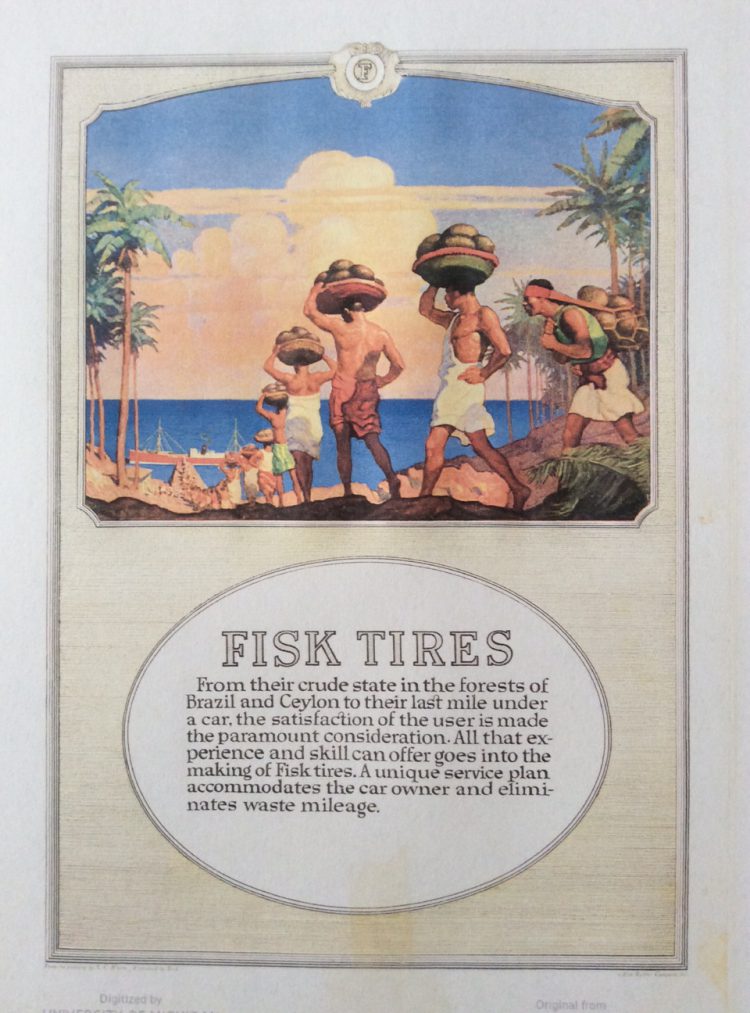 F
FISK TIRES
From their crude state in the forests of
Brazil and Ceylon to their last mile under
a car, the satisfaction of the user is made
the paramount consideration. All that ex-
perience and skill can offer goes into the
making of Fisk tires. A unique service plan
accommodates the car owner and elimi-
nates waste mileage.
Digitized by
Original from